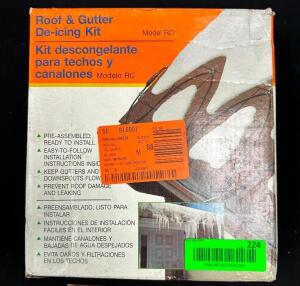 Roof & Gutter
De-icing Kit Model RC
Kit descongelante
para techos y
canalones Modelo RC
PRE-ASSEMBLED;
READY TO INSTALL
EASY-TO-FOLLOW
INSTALLATION
INSTRUCTIONS INSIDE
KEEP GUTTERS AND
DOWNSPOUTS FLOW
PREVENT ROOF DAMAGE
AND LEAKING
PREENSAMBLADO; LISTO PARA
INSTALAR
INSTRUCCIONES DE INSTALACIÓN
FÁCILES EN EL INTERIOR
MANTIENE CANALONES Y
BAJADAS DE AGUA DESPEJADOS
EVITA DAÑOS Y FILTRACIONES
EN LOS TECHOS
224